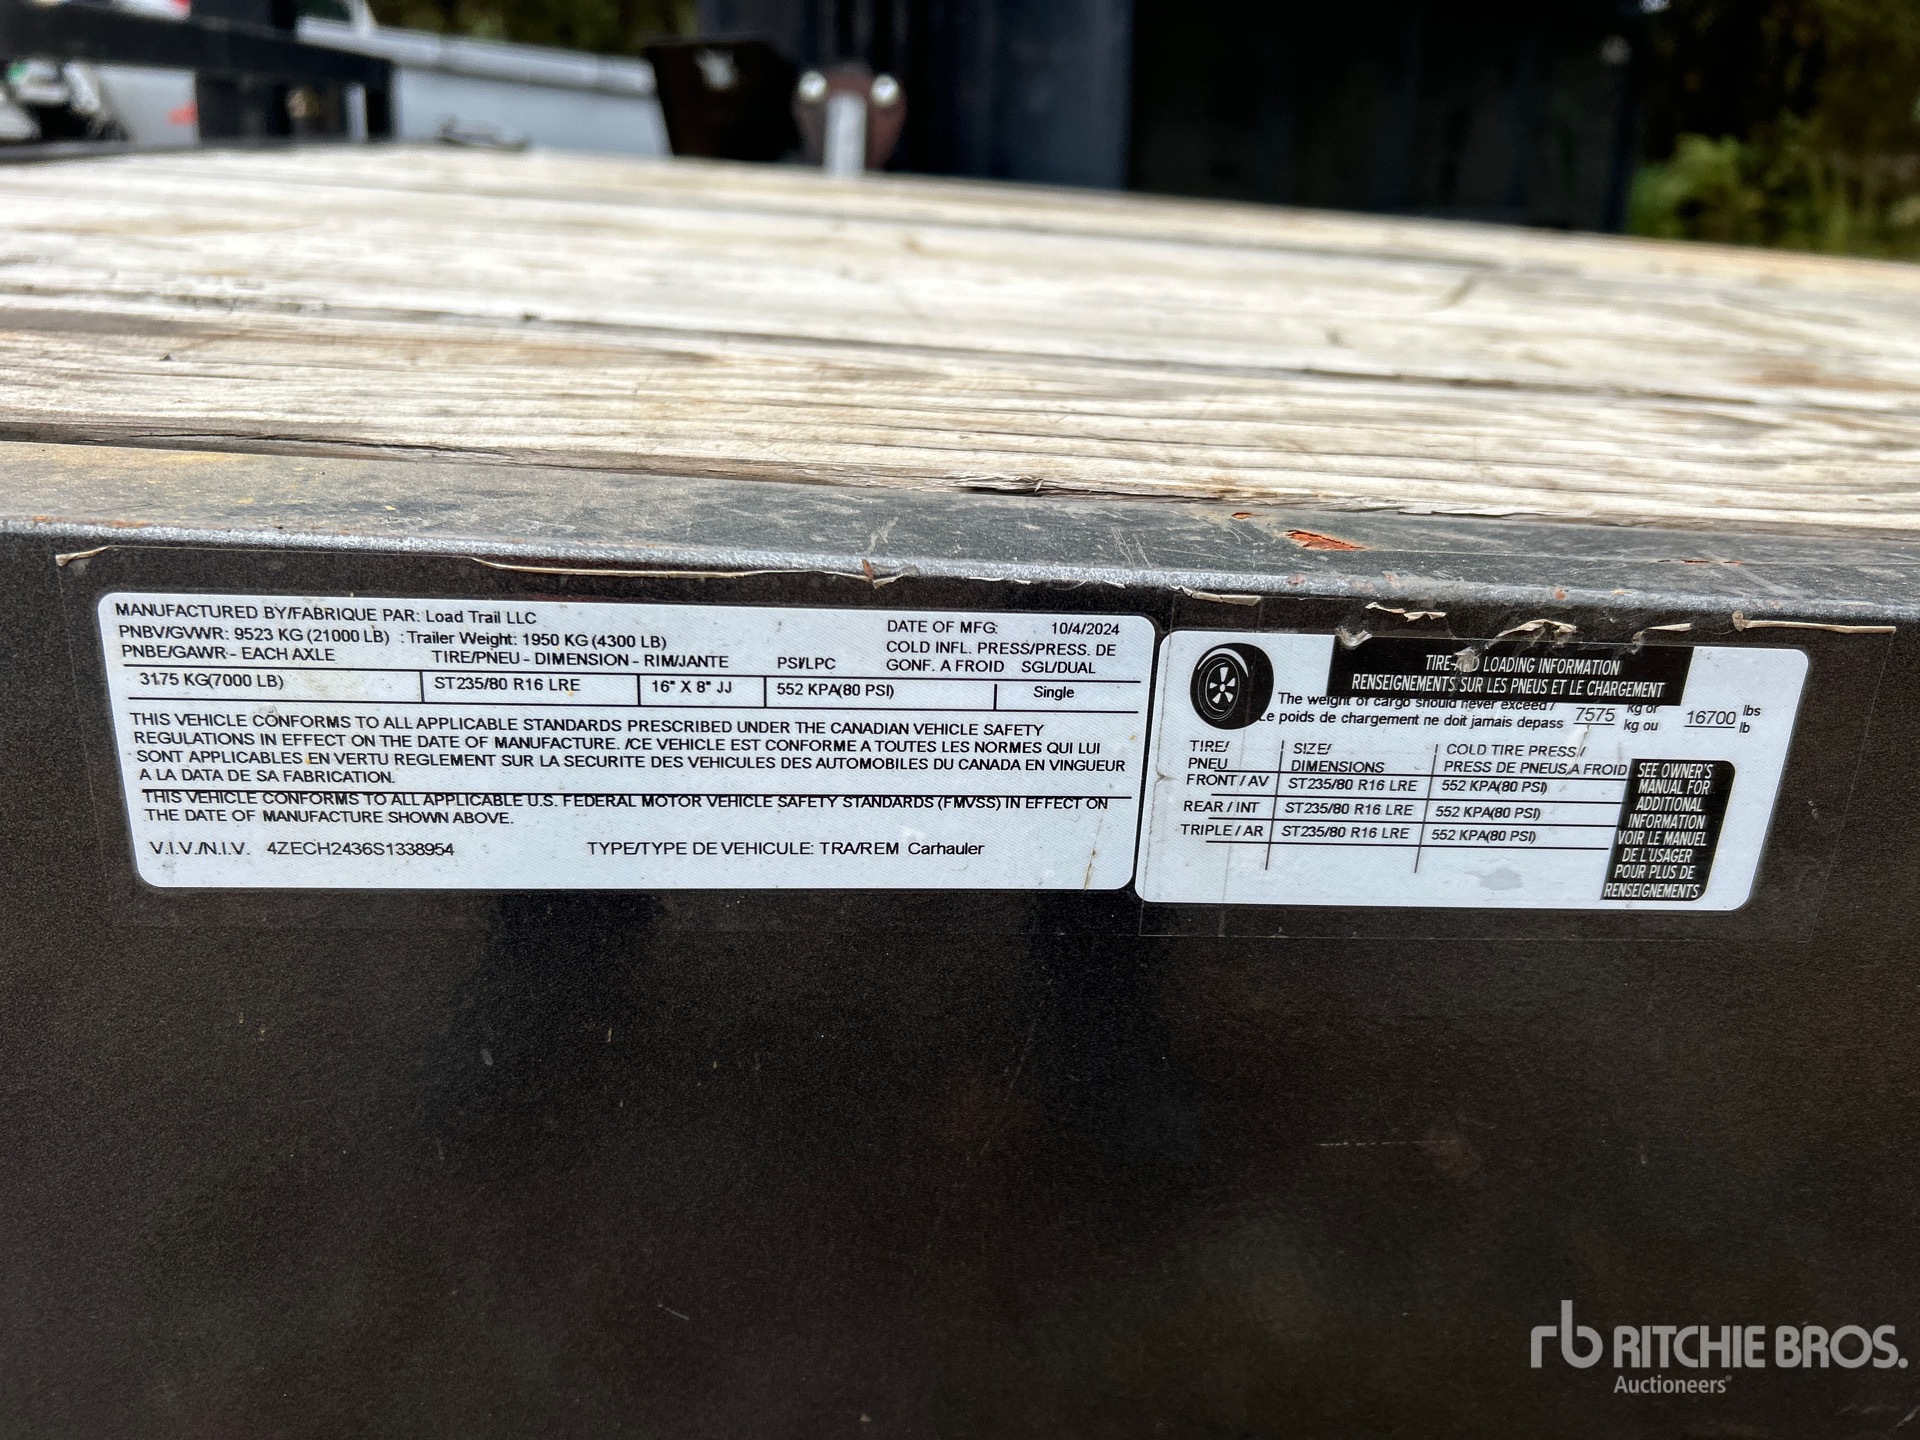 MANUFACTURED BY/FABRIQUE PAR: Load Trail LLC
PNBV/GVWR: 9523 KG (21000 LB) : Trailer Weight: 1950 KG (4300 LB)
DATE OF MFG: 10/4/2024
PNBE/GAWR - EACH AXLE TIRE/PNEU - DIMENSION - RIM/JANTE PSI/LPC
COLD INFL. PRESS/PRESS. DE
GONF. A FROID SGL/DUAL
3175 KG(7000 LB) ST235/80 R16 LRE 16" X 8" JJ 552 KPA(80 PSI) Single
THIS VEHICLE CONFORMS TO ALL APPLICABLE STANDARDS PRESCRIBED UNDER THE CANADIAN VEHICLE SAFETY
REGULATIONS IN EFFECT ON THE DATE OF MANUFACTURE. /CE VEHICLE EST CONFORME A TOUTES LES NORMES QUI LUI
SONT APPLICABLES EN VERTU REGLEMENT SUR LA SECURITE DES VEHICULES DES AUTOMOBILES DU CANADA EN VINGUEUR
A LA DATA DE SA FABRICATION.
THIS VEHICLE CONFORMS TO ALL APPLICABLE U.S. FEDERAL MOTOR VEHICLE SAFETY STANDARDS (FMVSS) IN EFFECT ON
THE DATE OF MANUFACTURE SHOWN ABOVE.
V.I.V./N.I.V. 4ZECH2436S1338954 TYPE/TYPE DE VEHICULE: TRA/REM Carhauler
TIRE AND LOADING INFORMATION
RENSEIGNEMENTS SUR LES PNEUS ET LE CHARGEMENT
The weight of cargo should never exceed / 7575 kg or 16700 lbs
Le poids de chargement ne doit jamais depass kg ou lb
TIRE/ SIZE/ COLD TIRE PRESS/
PNEU DIMENSIONS PRESS DE PNEUS A FROID
FRONT / AV ST235/80 R16 LRE 552 KPA(80 PSI)
REAR / INT ST235/80 R16 LRE 552 KPA(80 PSI)
TRIPLE / AR ST235/80 R16 LRE 552 KPA(80 PSI)
SEE OWNER'S
MANUAL FOR
ADDITIONAL
INFORMATION
VOIR LE MANUEL
DE L'USAGER
POUR PLUS DE
RENSEIGNEMENTS
rb RITCHIE BROS.
Auctioneers